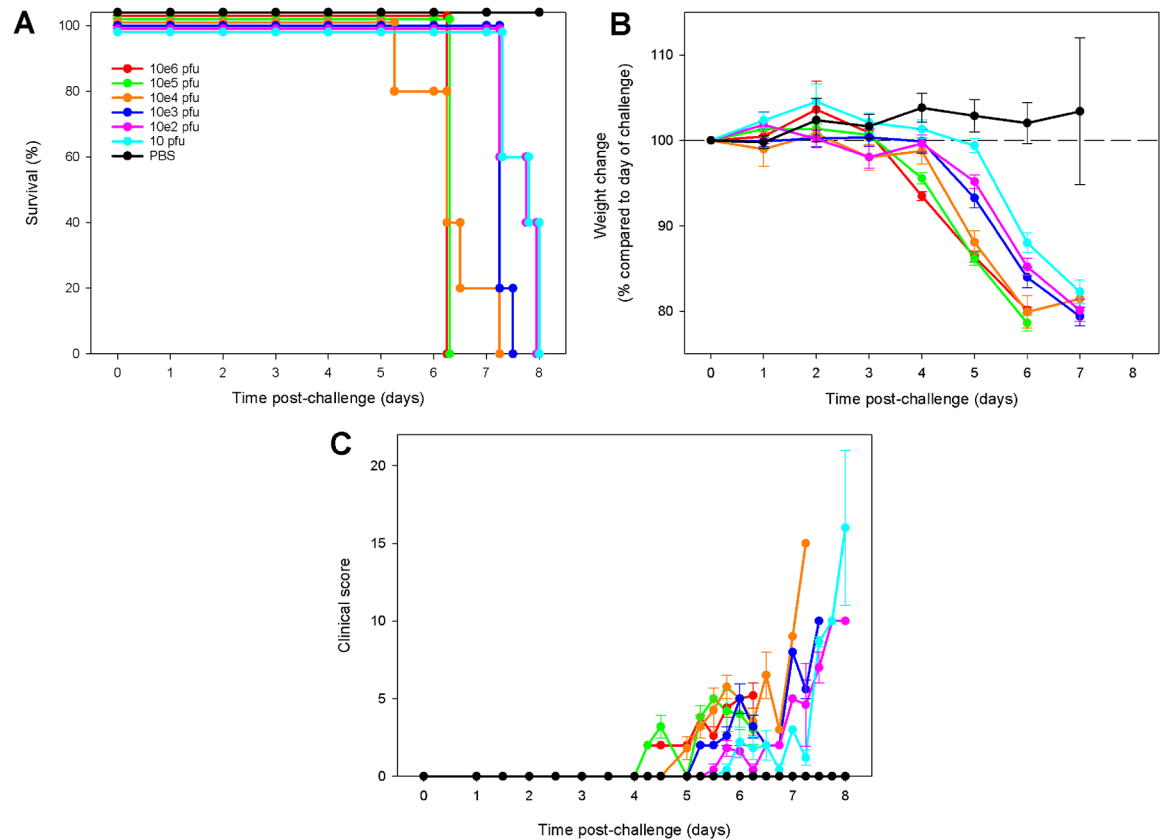 A
100
80
60
40
20
0
Survival (%)
10e6 pfu
10e5 pfu
10e4 pfu
10e3 pfu
10e2 pfu
10 pfu
PBS
0 1 2 3 4 5 6 7 8
Time post-challenge (days)
B
110
100
90
80
Weight change
(% compared to day of challenge)
0 1 2 3 4 5 6 7 8
Time post-challenge (days)
C
20
15
10
5
0
Clinical score
0 1 2 3 4 5 6 7 8
Time post-challenge (days)